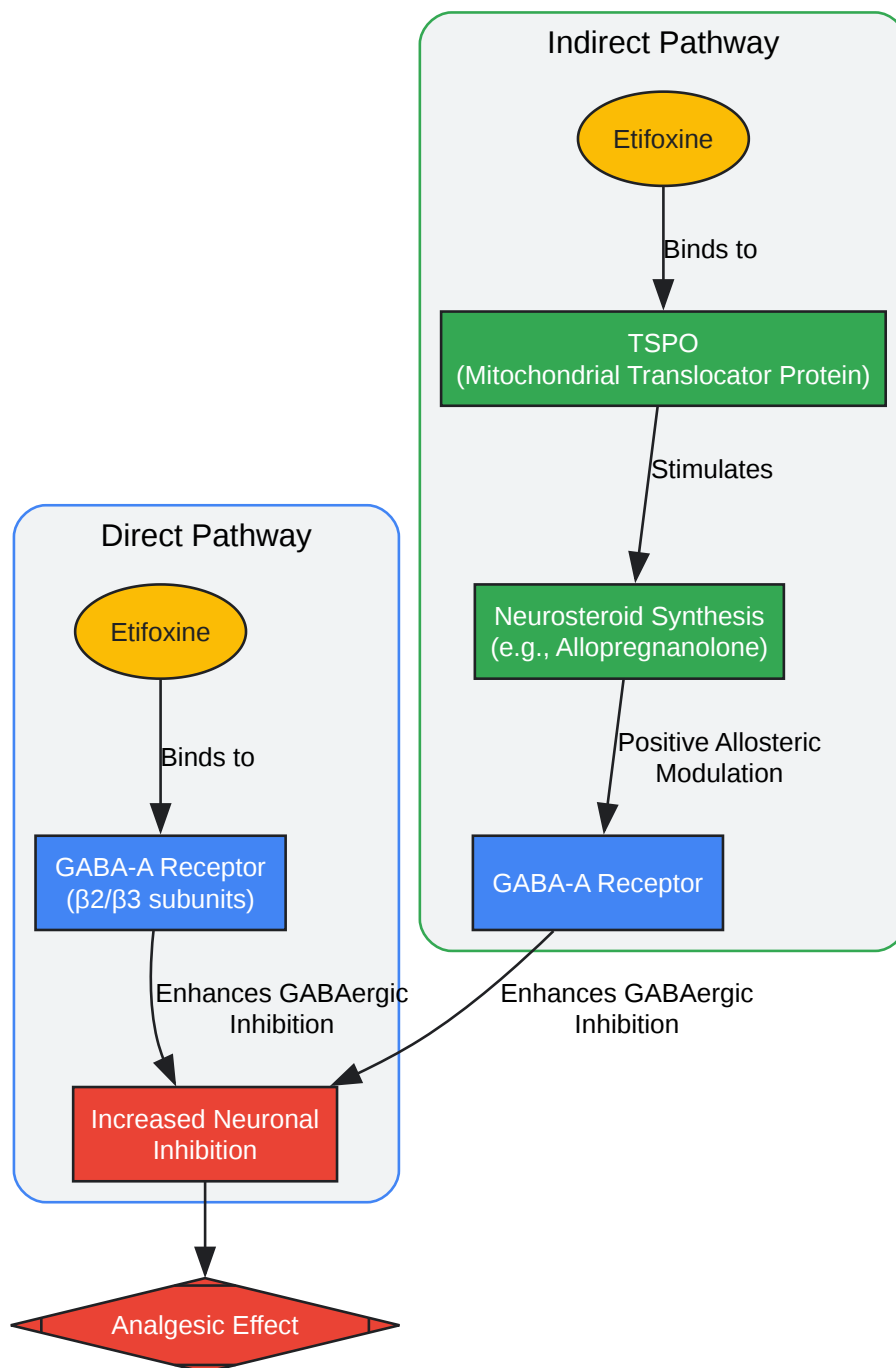 Indirect Pathway
Etifoxine
Binds to
TSPO
(Mitochondrial Translocator Protein)
Stimulates
Neurosteroid Synthesis
(e.g., Allopregnanolone)
Positive Allosteric
Modulation
GABA-A Receptor
Enhances GABAergic
Inhibition
Direct Pathway
Etifoxine
Binds to
GABA-A Receptor
(β2/β3 subunits)
Enhances GABAergic
Inhibition
Increased Neuronal
Inhibition
Analgesic Effect